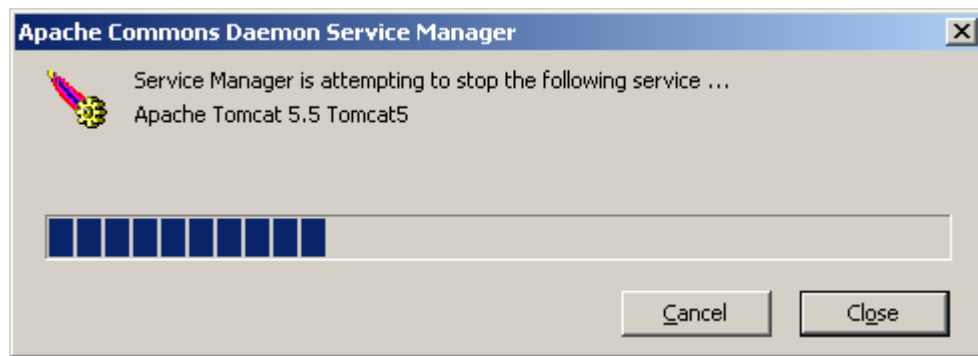 Apache Commons Daemon Service Manager
Service Manager is attempting to stop the following service ...
Apache Tomcat 5.5 Tomcat5
Cancel
Close